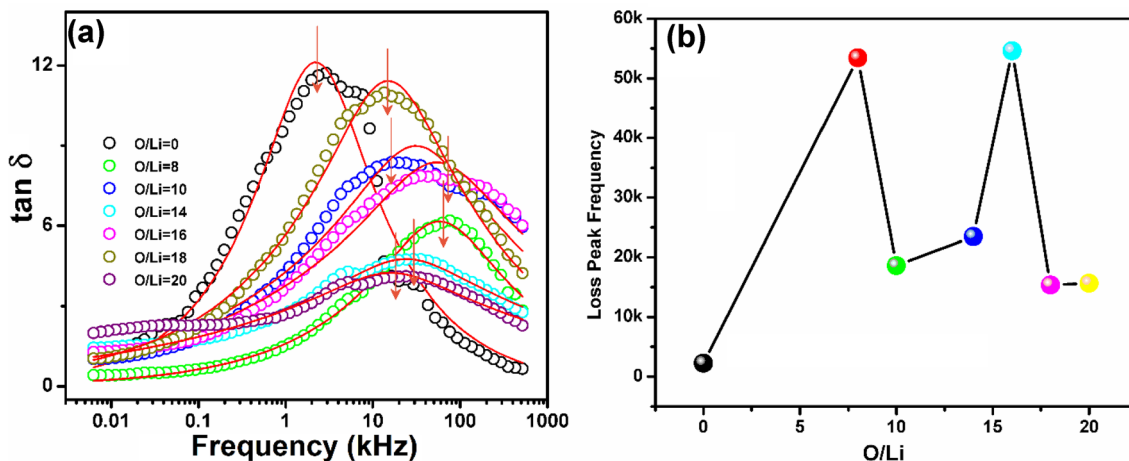 (a)
12
6
0
tan δ
O/Li=0
O/Li=8
O/Li=10
O/Li=14
O/Li=16
O/Li=18
O/Li=20
0.01 0.1 1 10 100 1000
Frequency (kHz)
(b)
60k
50k
40k
30k
20k
10k
0
Loss Peak Frequency
0 5 10 15 20
O/Li